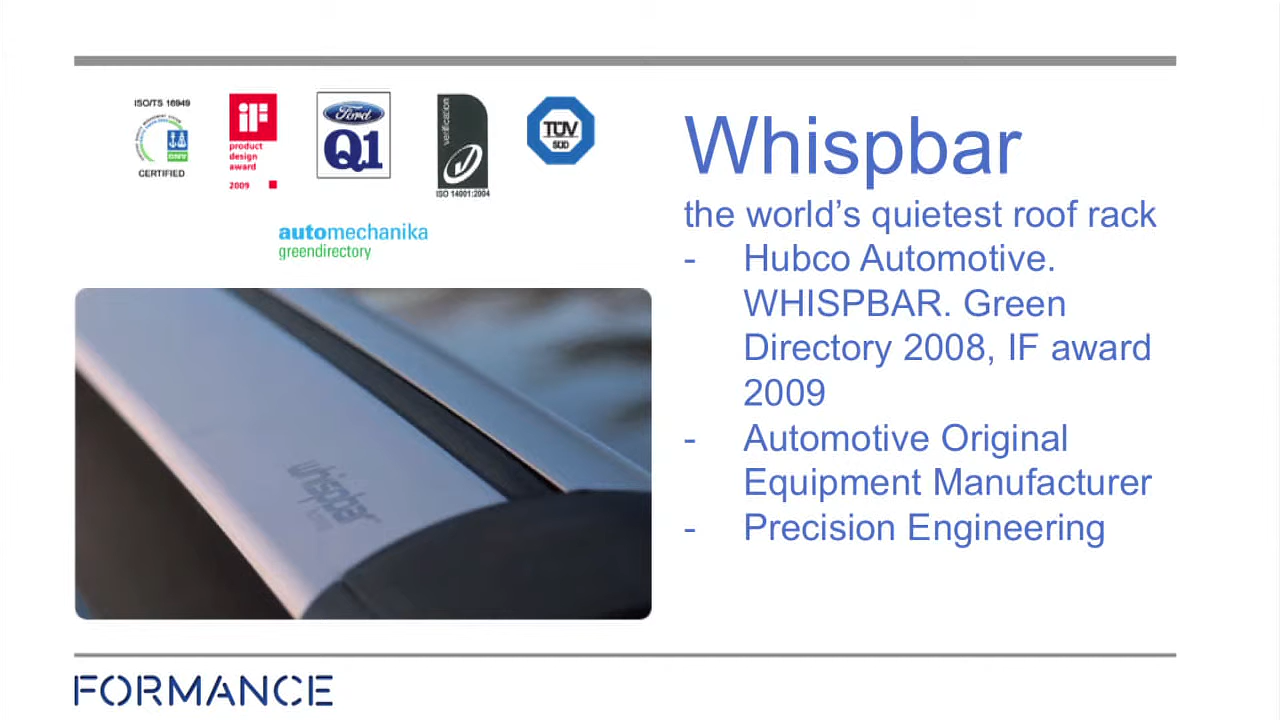 ISO/TS 16949
DNV
CERTIFIED
iF
product
design
award
2009
Ford
Q1
verification
ISO 14001:2004
TÜV
SÜD
automechanika
greendirectory
whispbar
Whispbar
the world’s quietest roof rack
- Hubco Automotive.
WHISPBAR. Green
Directory 2008, IF award
2009
- Automotive Original
Equipment Manufacturer
- Precision Engineering
FORMANCE